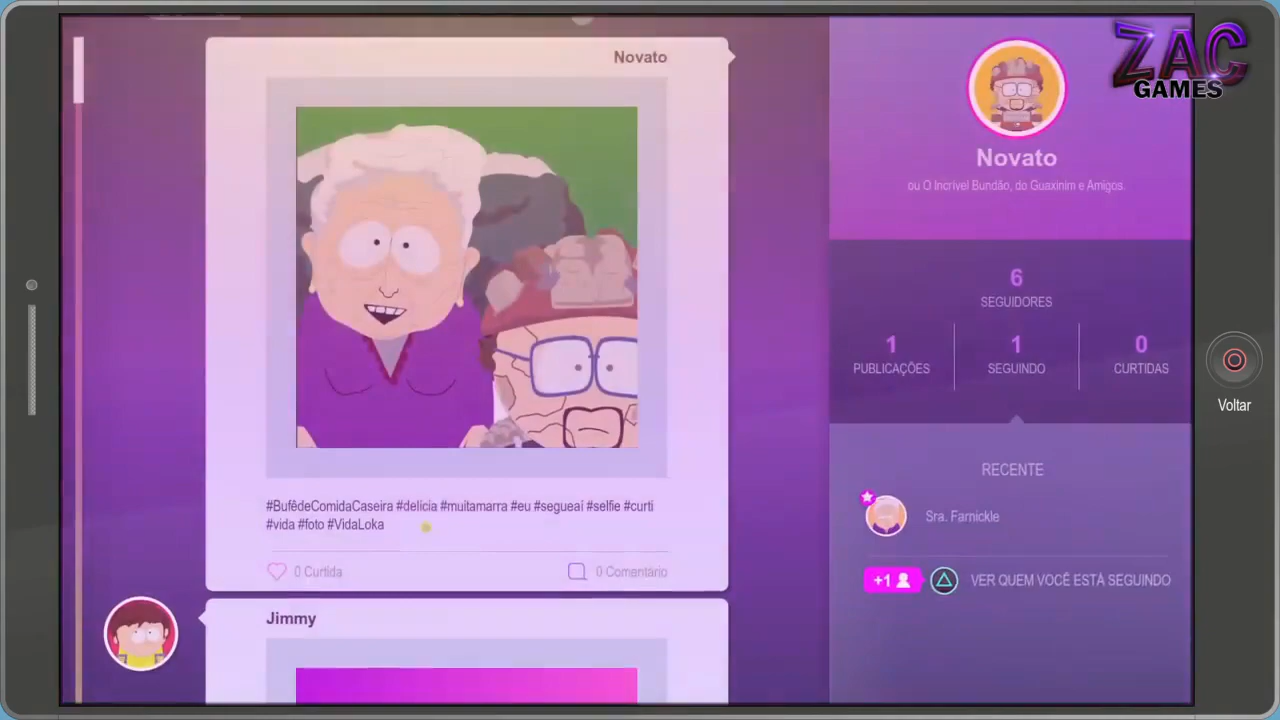 Novato
#BufêdeComidaCaseira #delicia #muitamarra #eu #segueaí #selfie #curti
#vida #foto #VidaLoka
0 Curtida
0 Comentário
Jimmy
ZAC
GAMES
Novato
ou O Incrível Bundão, do Guaxinim e Amigos.
6
SEGUIDORES
1
PUBLICAÇÕES
1
SEGUINDO
0
CURTIDAS
RECENTE
Sra. Farnickle
+1
VER QUEM VOCÊ ESTÁ SEGUINDO
Voltar